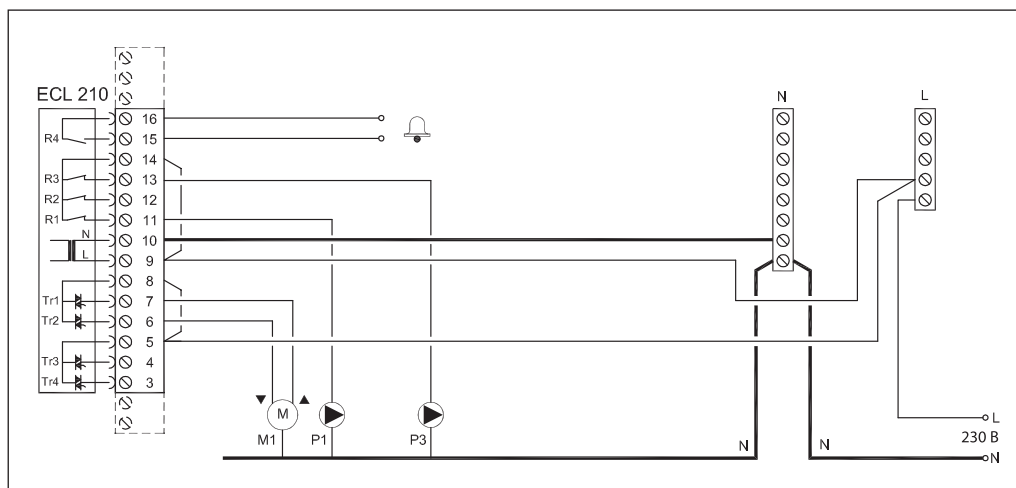 N L
ECL 210
16
R4 15
14
R3 13
R2 12
R1 11
N 10
L 9
8
Tr1 7
Tr2 6
5
Tr3 4
Tr4 3
M
M1 P1 P3
L
230 В
N N N